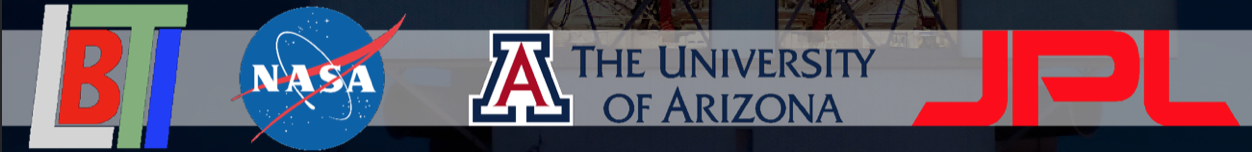 LBTI
NASA
A
THE UNIVERSITY
OF ARIZONA
JPL